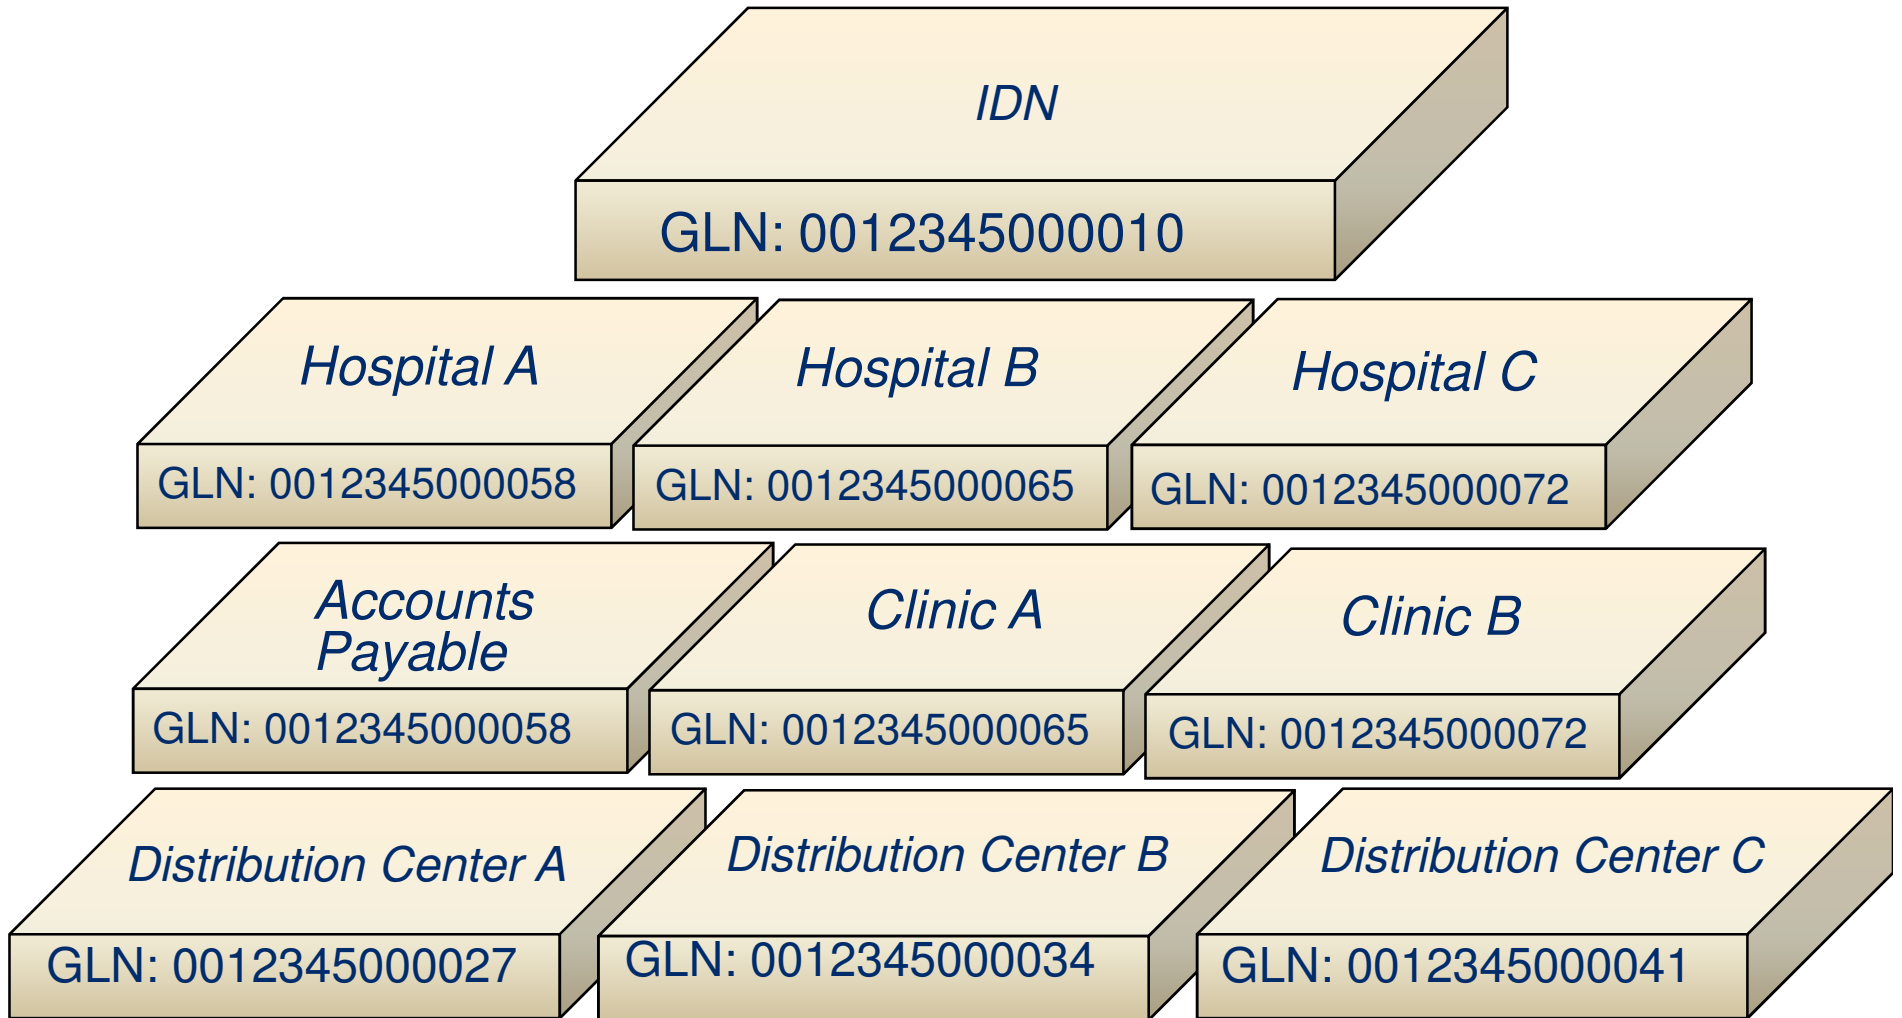 IDN
GLN: 0012345000010
Hospital A
GLN: 0012345000058
Hospital B
GLN: 0012345000065
Hospital C
GLN: 0012345000072
Accounts
Payable
GLN: 0012345000058
Clinic A
GLN: 0012345000065
Clinic B
GLN: 0012345000072
Distribution Center A
GLN: 0012345000027
Distribution Center B
GLN: 0012345000034
Distribution Center C
GLN: 0012345000041